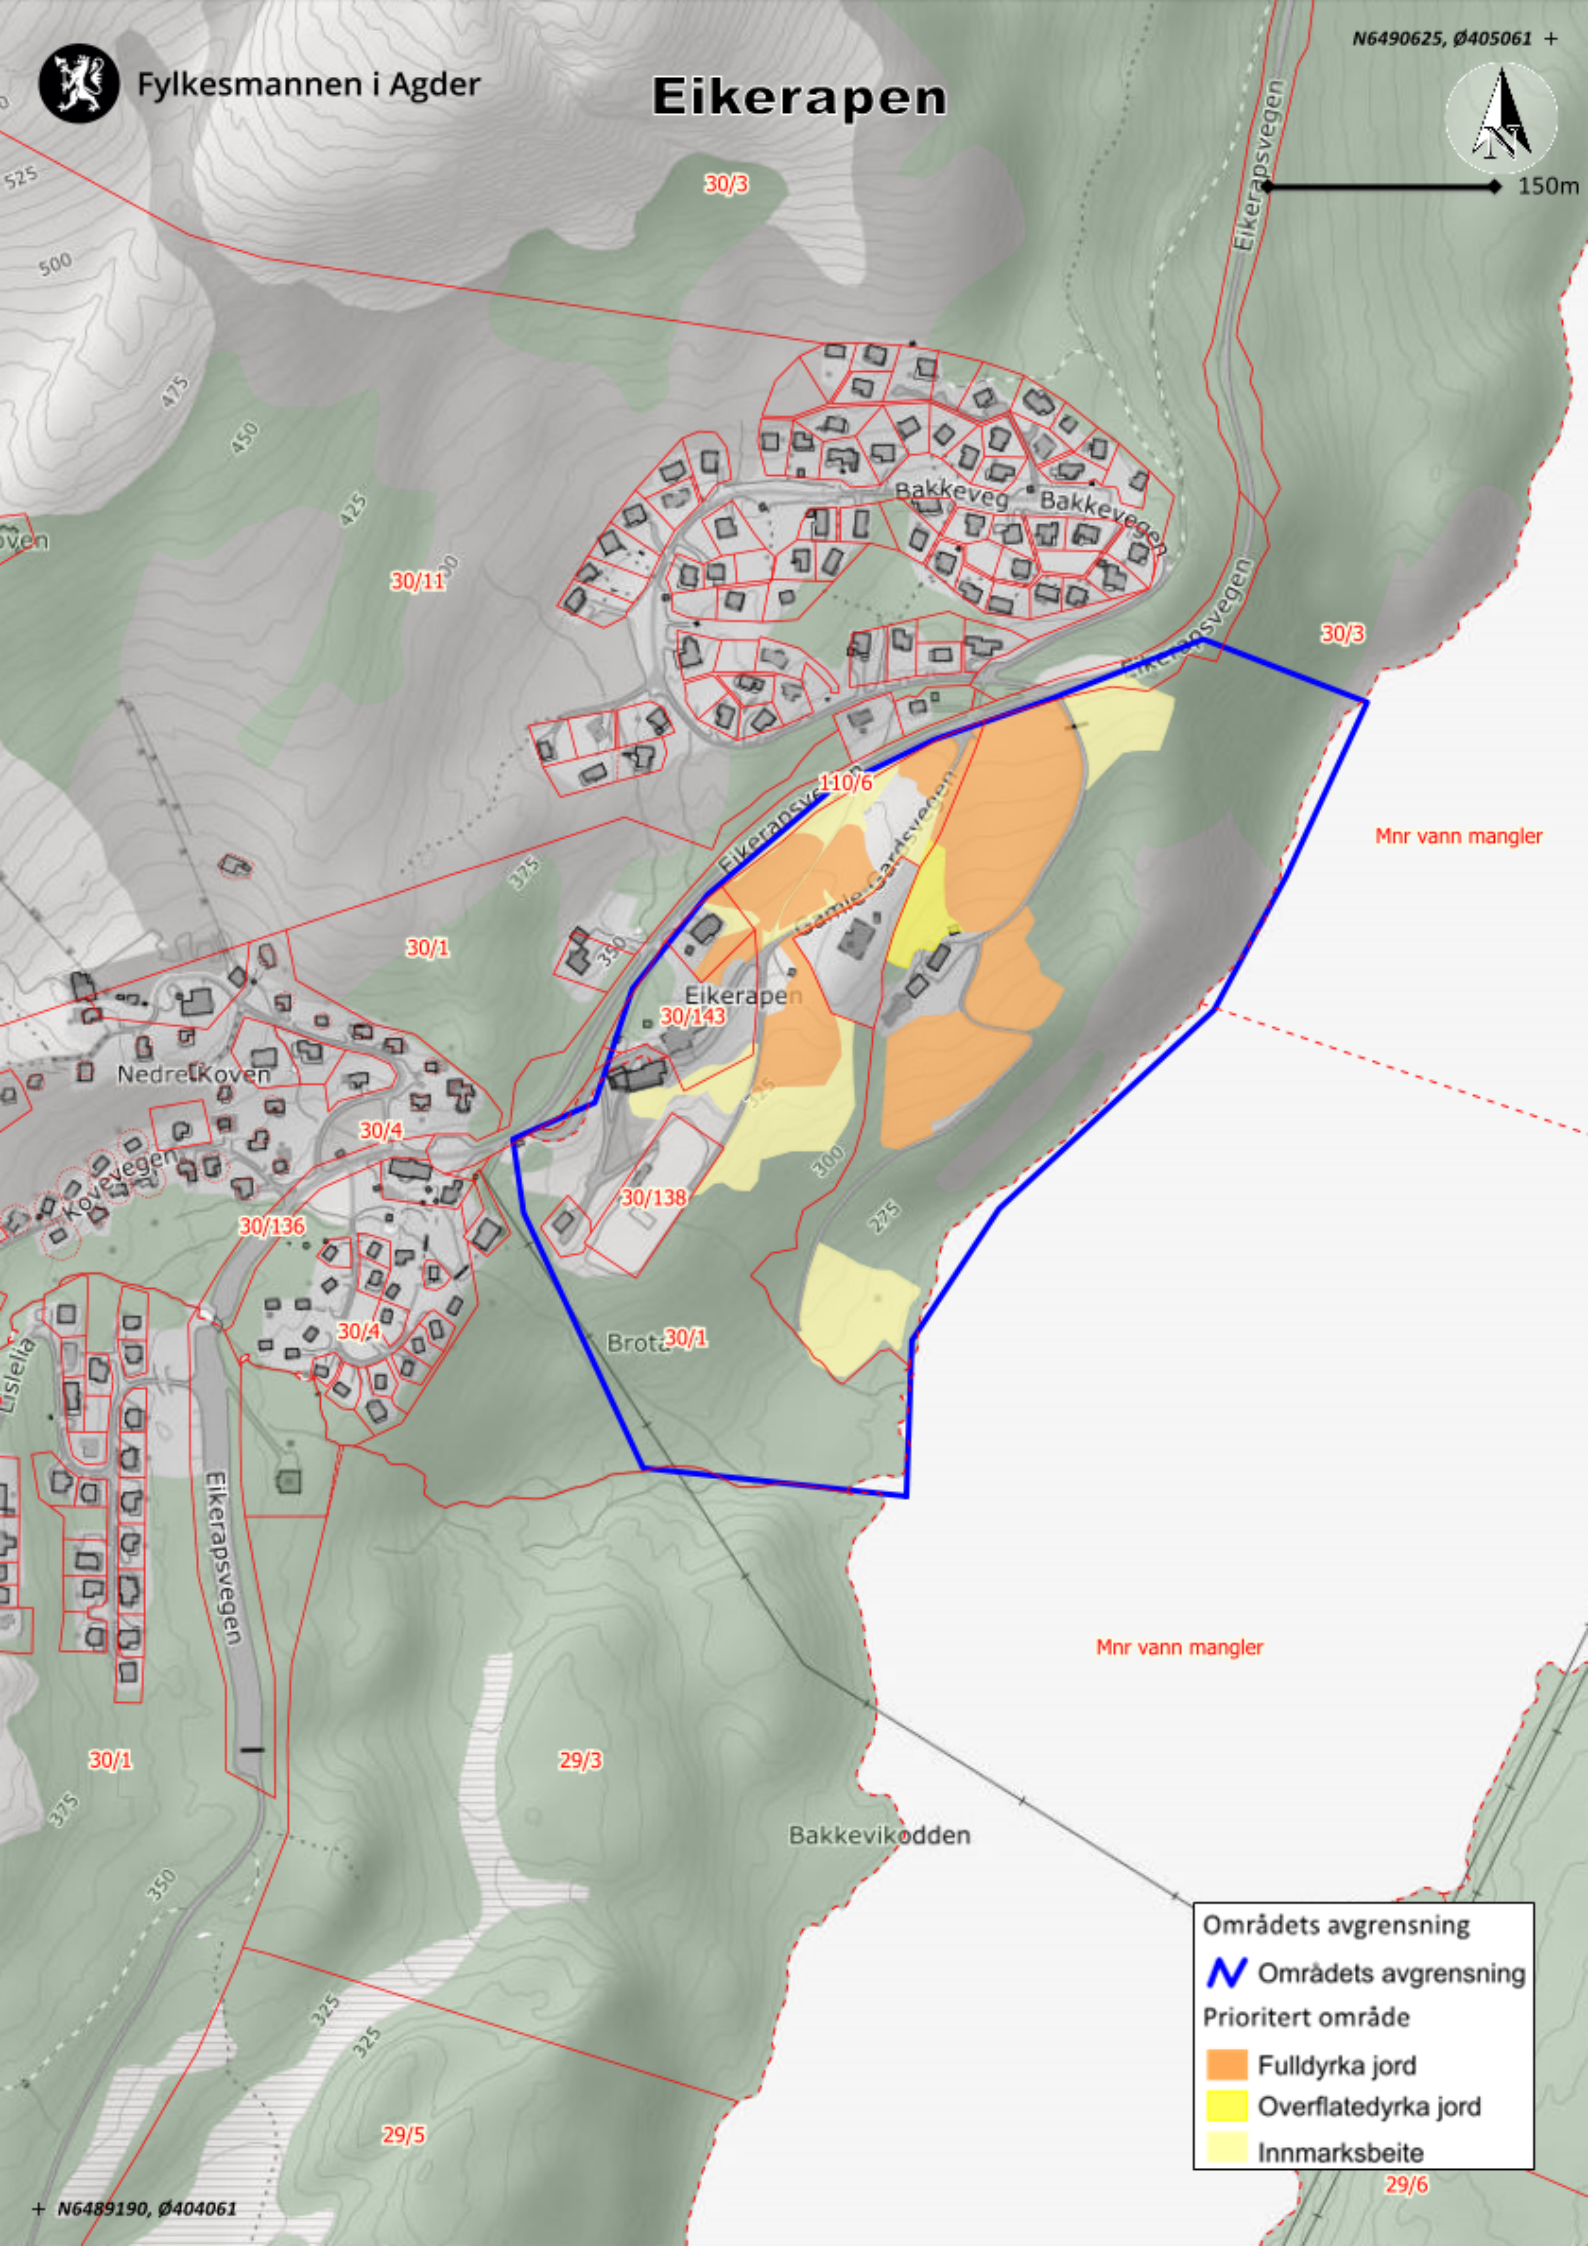 N6490625, Ø405061
Fylkesmannen i Agder
Eikerapen
Eikerapsvegen
150m
30/3
525
500
475
450
425
30/11
Bakkeveg
Bakkevegen
Eikerapsvegen
Eikerapsvegen
30/3
110/6
Eikerapsve
Gamle Gardsvegen
Mnr vann mangler
375
30/1
350
Eikerapen
30/143
Nedre Koven
30/4
Kovevegen
325
300
275
30/138
30/136
30/4
Brota
30/1
Lislelia
Eikerapsvegen
Mnr vann mangler
30/1
29/3
375
Bakkevikodden
350
325
325
29/5
Områdets avgrensning
Områdets avgrensning
Prioritert område
Fulldyrka jord
Overflatedyrka jord
Innmarksbeite
29/6
N6489190, Ø404061